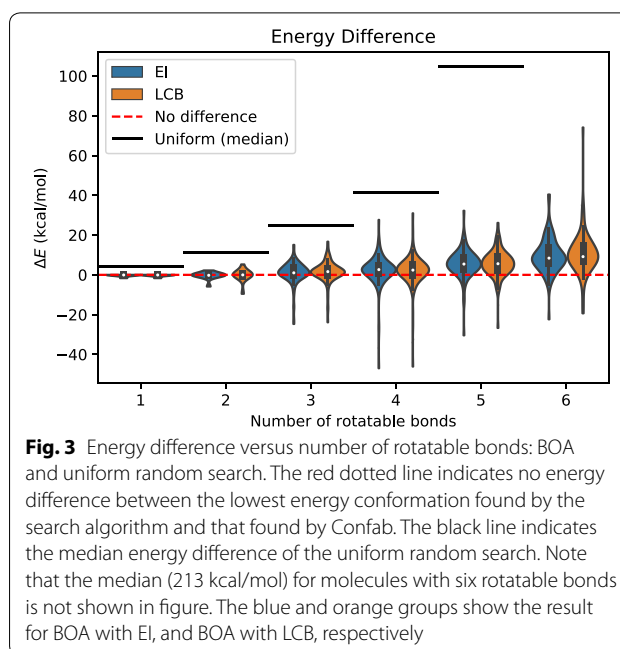 Energy Difference
EI
LCB
No difference
Uniform (median)
100
80
60
40
20
0
−20
−40
ΔE (kcal/mol)
1 2 3 4 5 6
Number of rotatable bonds
Fig. 3 Energy difference versus number of rotatable bonds: BOA
and uniform random search. The red dotted line indicates no energy
difference between the lowest energy conformation found by the
search algorithm and that found by Confab. The black line indicates
the median energy difference of the uniform random search. Note
that the median (213 kcal/mol) for molecules with six rotatable bonds
is not shown in figure. The blue and orange groups show the result
for BOA with EI, and BOA with LCB, respectively